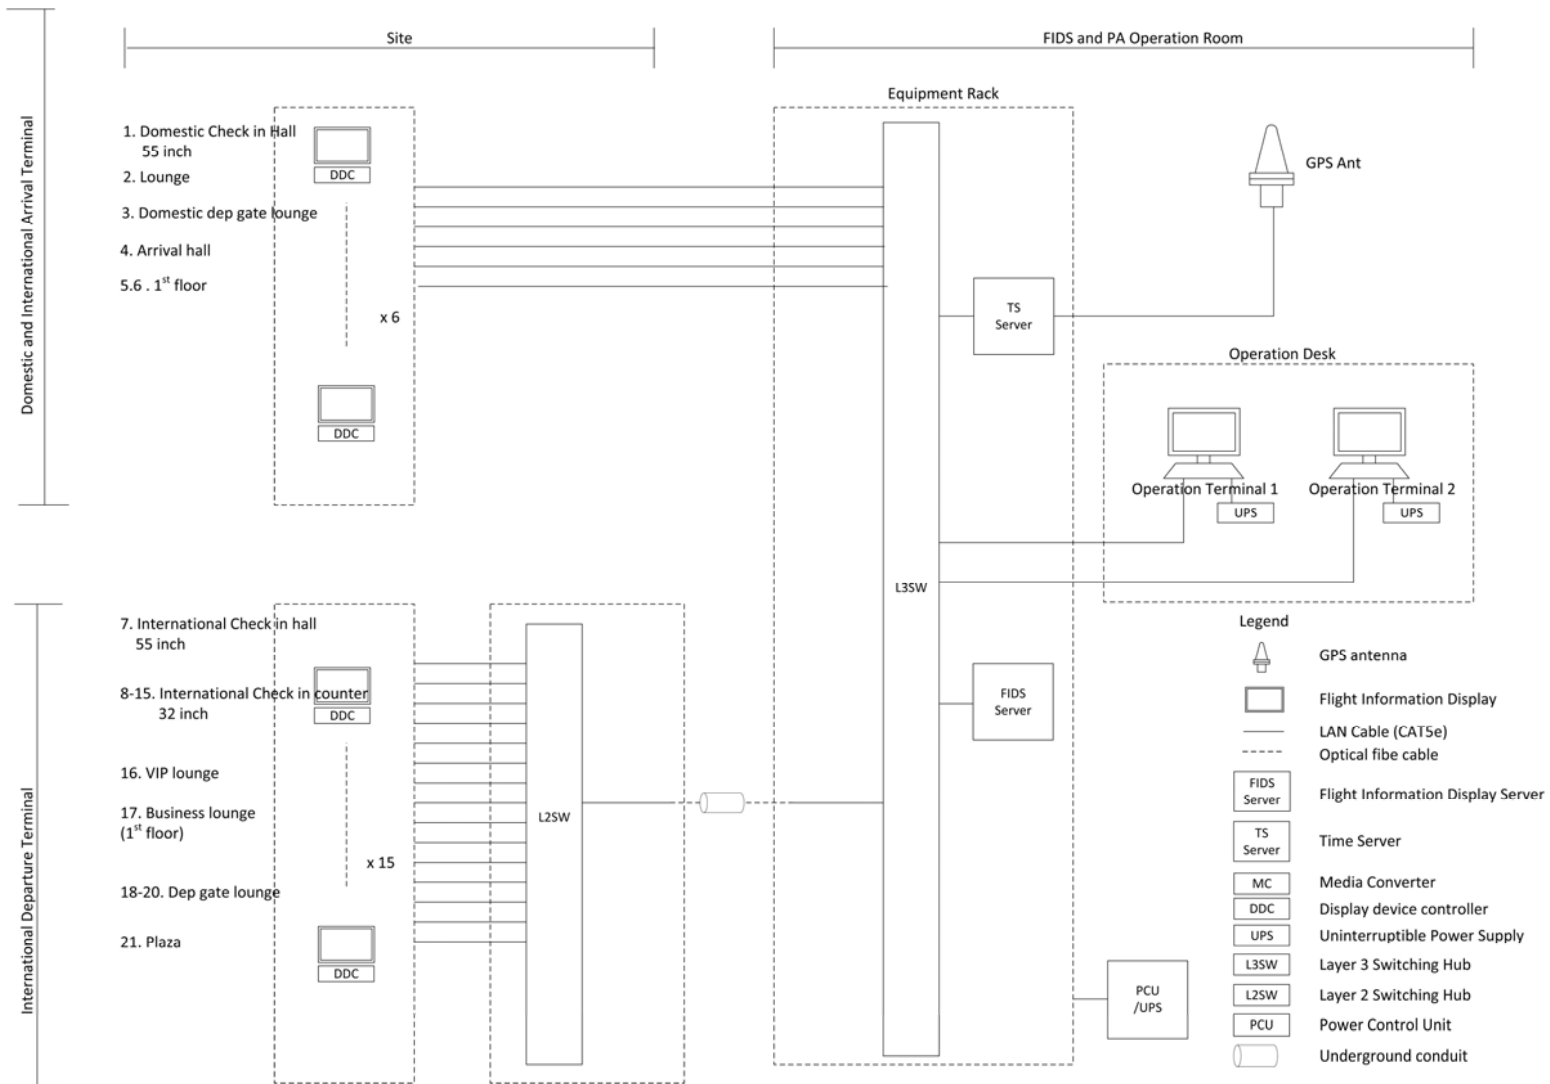 Site
FIDS and PA Operation Room
Domestic and International Arrival Terminal
1. Domestic Check in Hall
55 inch
2. Lounge
3. Domestic dep gate lounge
4. Arrival hall
5.6 . 1st floor
DDC
x 6
DDC
Equipment Rack
L3SW
TS
Server
GPS Ant
Operation Desk
Operation Terminal 1
Operation Terminal 2
UPS
UPS
International Departure Terminal
7. International Check in hall
55 inch
8-15. International Check in counter
32 inch
16. VIP lounge
17. Business lounge
(1st floor)
18-20. Dep gate lounge
21. Plaza
DDC
x 15
DDC
L2SW
FIDS
Server
PCU
/UPS
Legend
GPS antenna
Flight Information Display
LAN Cable (CAT5e)
Optical fibe cable
FIDS
Server
Flight Information Display Server
TS
Server
Time Server
MC
Media Converter
DDC
Display device controller
UPS
Uninterruptible Power Supply
L3SW
Layer 3 Switching Hub
L2SW
Layer 2 Switching Hub
PCU
Power Control Unit
Underground conduit